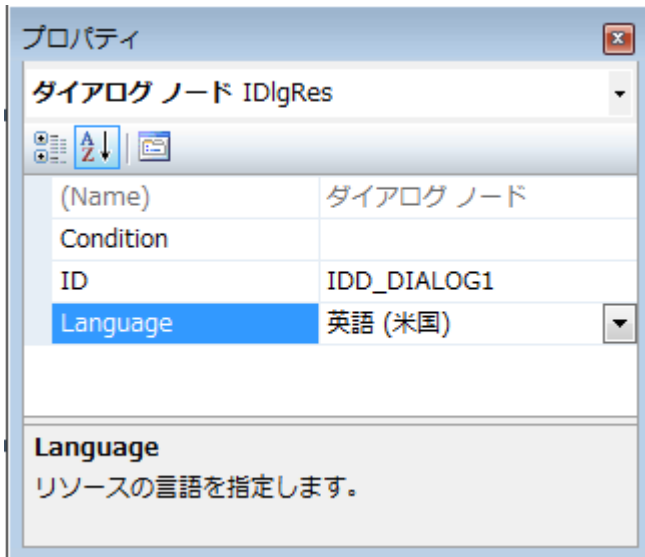 プロパティ
ダイアログ ノード IDlgRes
(Name) ダイアログ ノード
Condition
ID IDD_DIALOG1
Language 英語 (米国)
Language
リソースの言語を指定します。